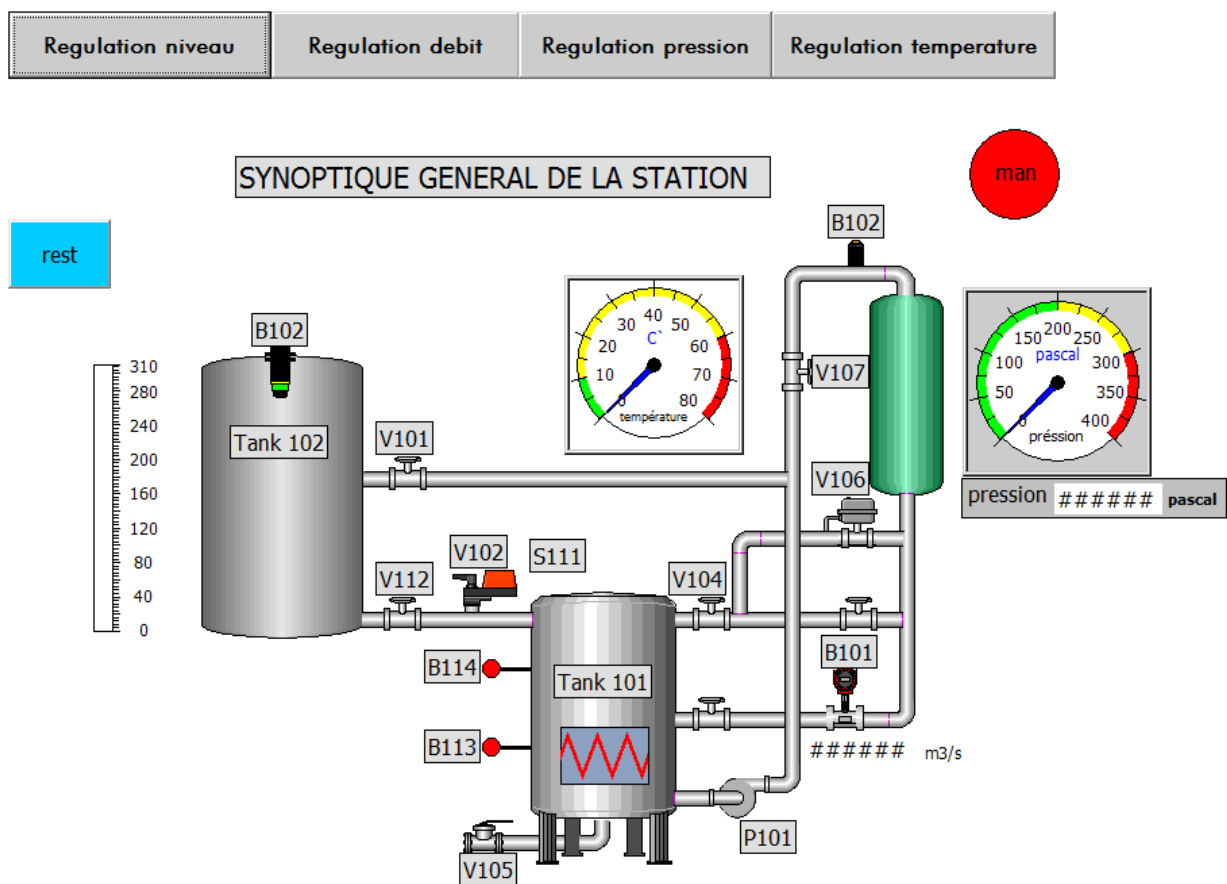 Regulation niveau
Regulation debit
Regulation pression
Regulation temperature
SYNOPTIQUE GENERAL DE LA STATION
man
rest
B102
B102
310
280
240
200
160
120
80
40
0
Tank 102
0
10
20
30
40
50
60
70
80
C`
température
V107
0
50
100
150
200
250
300
350
400
pascal
préssion
pression ###### pascal
V101
V106
V102
S111
V112
V104
B101
B114
Tank 101
B113
###### m3/s
P101
V105